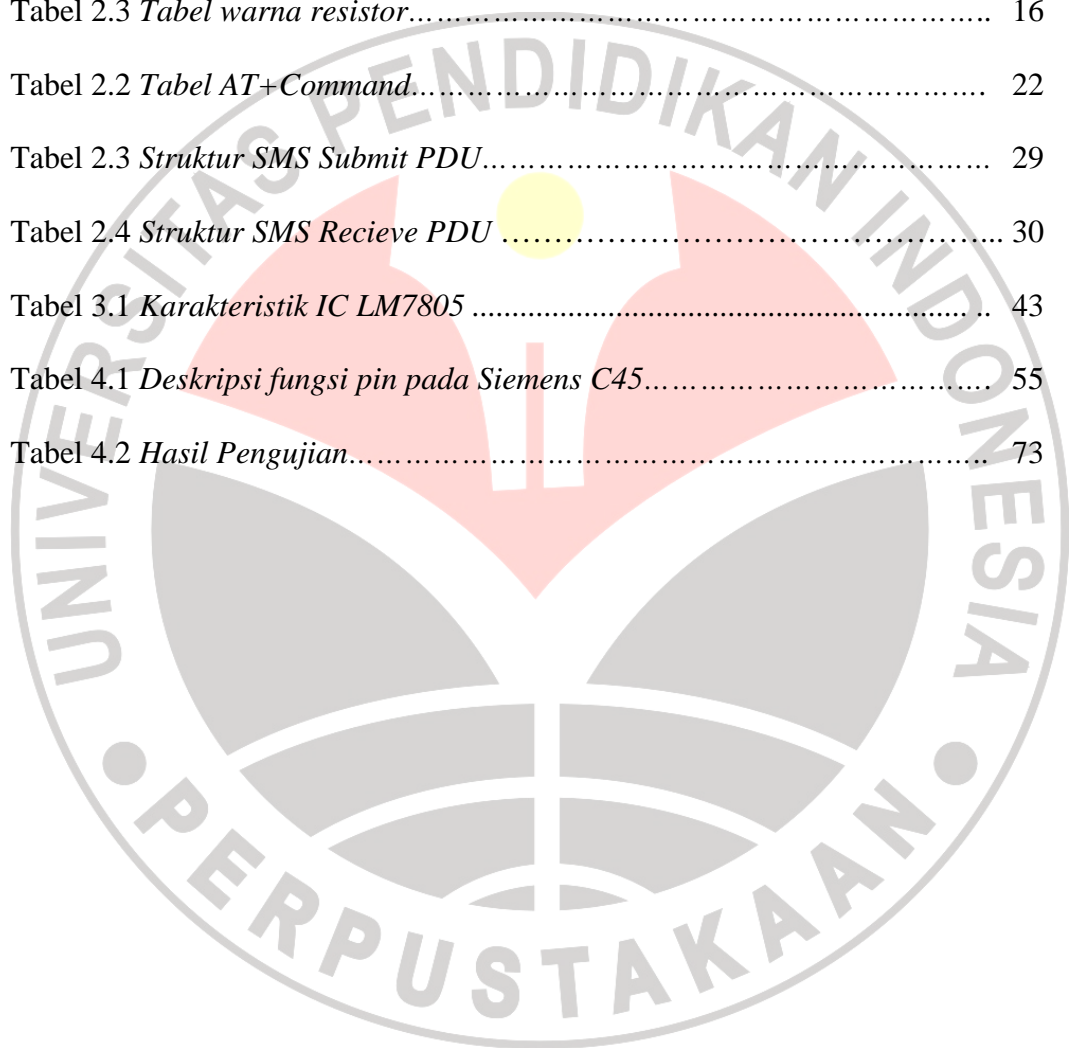 Tabel 2.3 Tabel warna resistor………………………………………………………….. 16
Tabel 2.2 Tabel AT+Command………………………………………………………. 22
Tabel 2.3 Struktur SMS Submit PDU……………………………………………… 29
Tabel 2.4 Struktur SMS Recieve PDU ……………………………………………... 30
Tabel 3.1 Karakteristik IC LM7805 ............................................................................. 43
Tabel 4.1 Deskripsi fungsi pin pada Siemens C45………………………………. 55
Tabel 4.2 Hasil Pengujian……………………………………………………………….. 73
UNIVERSITAS PENDIDIKAN INDONESIA
PERPUSTAKAAN